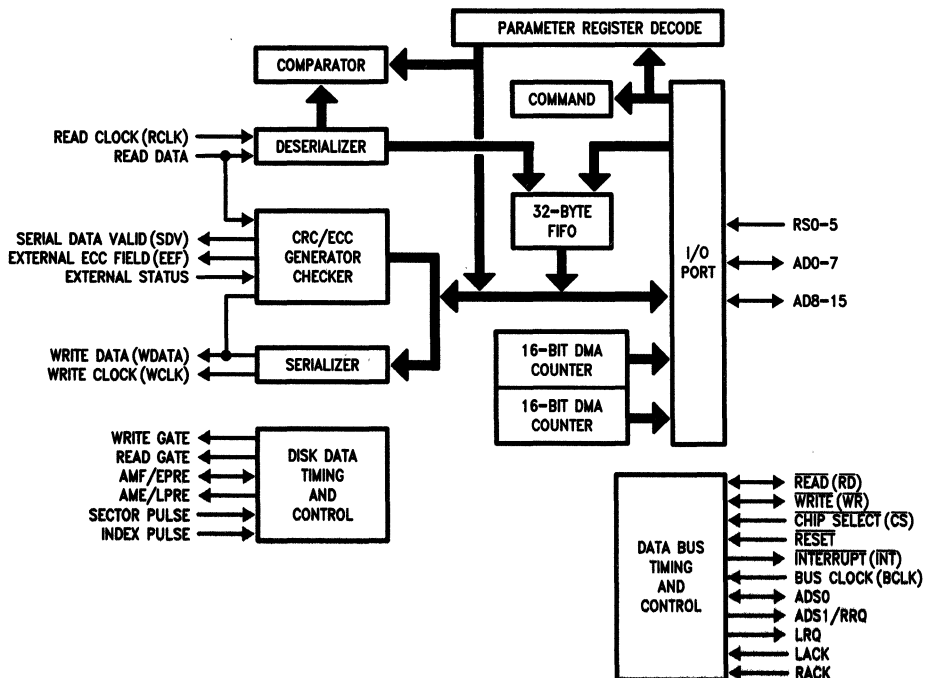 PARAMETER REGISTER DECODE
COMPARATOR
COMMAND
READ CLOCK (RCLK)
READ DATA
DESERIALIZER
32-BYTE
FIFO
CRC/ECC
GENERATOR
CHECKER
SERIAL DATA VALID (SDV)
EXTERNAL ECC FIELD (EEF)
EXTERNAL STATUS
I/O
PORT
RS0-5
AD0-7
AD8-15
WRITE DATA (WDATA)
WRITE CLOCK (WCLK)
SERIALIZER
16-BIT DMA
COUNTER
16-BIT DMA
COUNTER
WRITE GATE
READ GATE
AMF/EPRE
AME/LPRE
SECTOR PULSE
INDEX PULSE
DISK DATA
TIMING
AND
CONTROL
DATA BUS
TIMING
AND
CONTROL
READ (RD)
WRITE (WR)
CHIP SELECT (CS)
RESET
INTERRUPT (INT)
BUS CLOCK (BCLK)
ADS0
ADS1/RRQ
LRQ
LACK
RACK